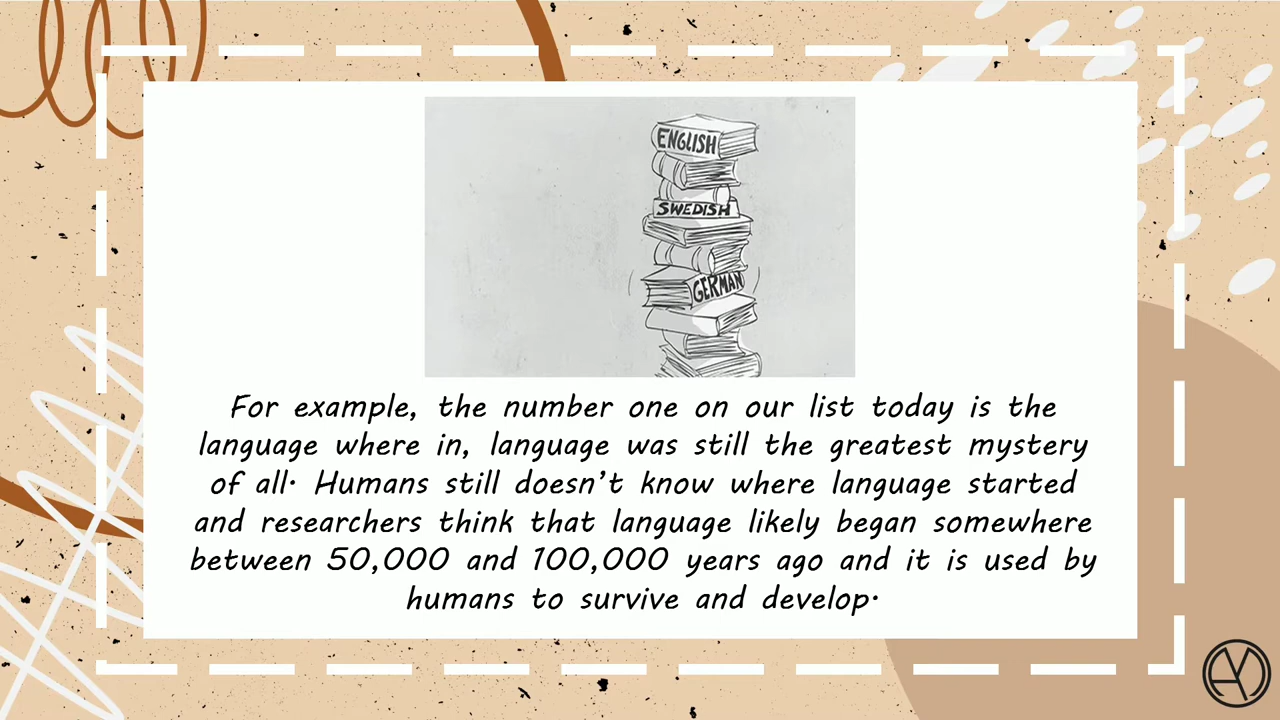 ENGLISH
SWEDISH
GERMAN
For example, the number one on our list today is the
language where in, language was still the greatest mystery
of all. Humans still doesn't know where language started
and researchers think that language likely began somewhere
between 50,000 and 100,000 years ago and it is used by
humans to survive and develop.